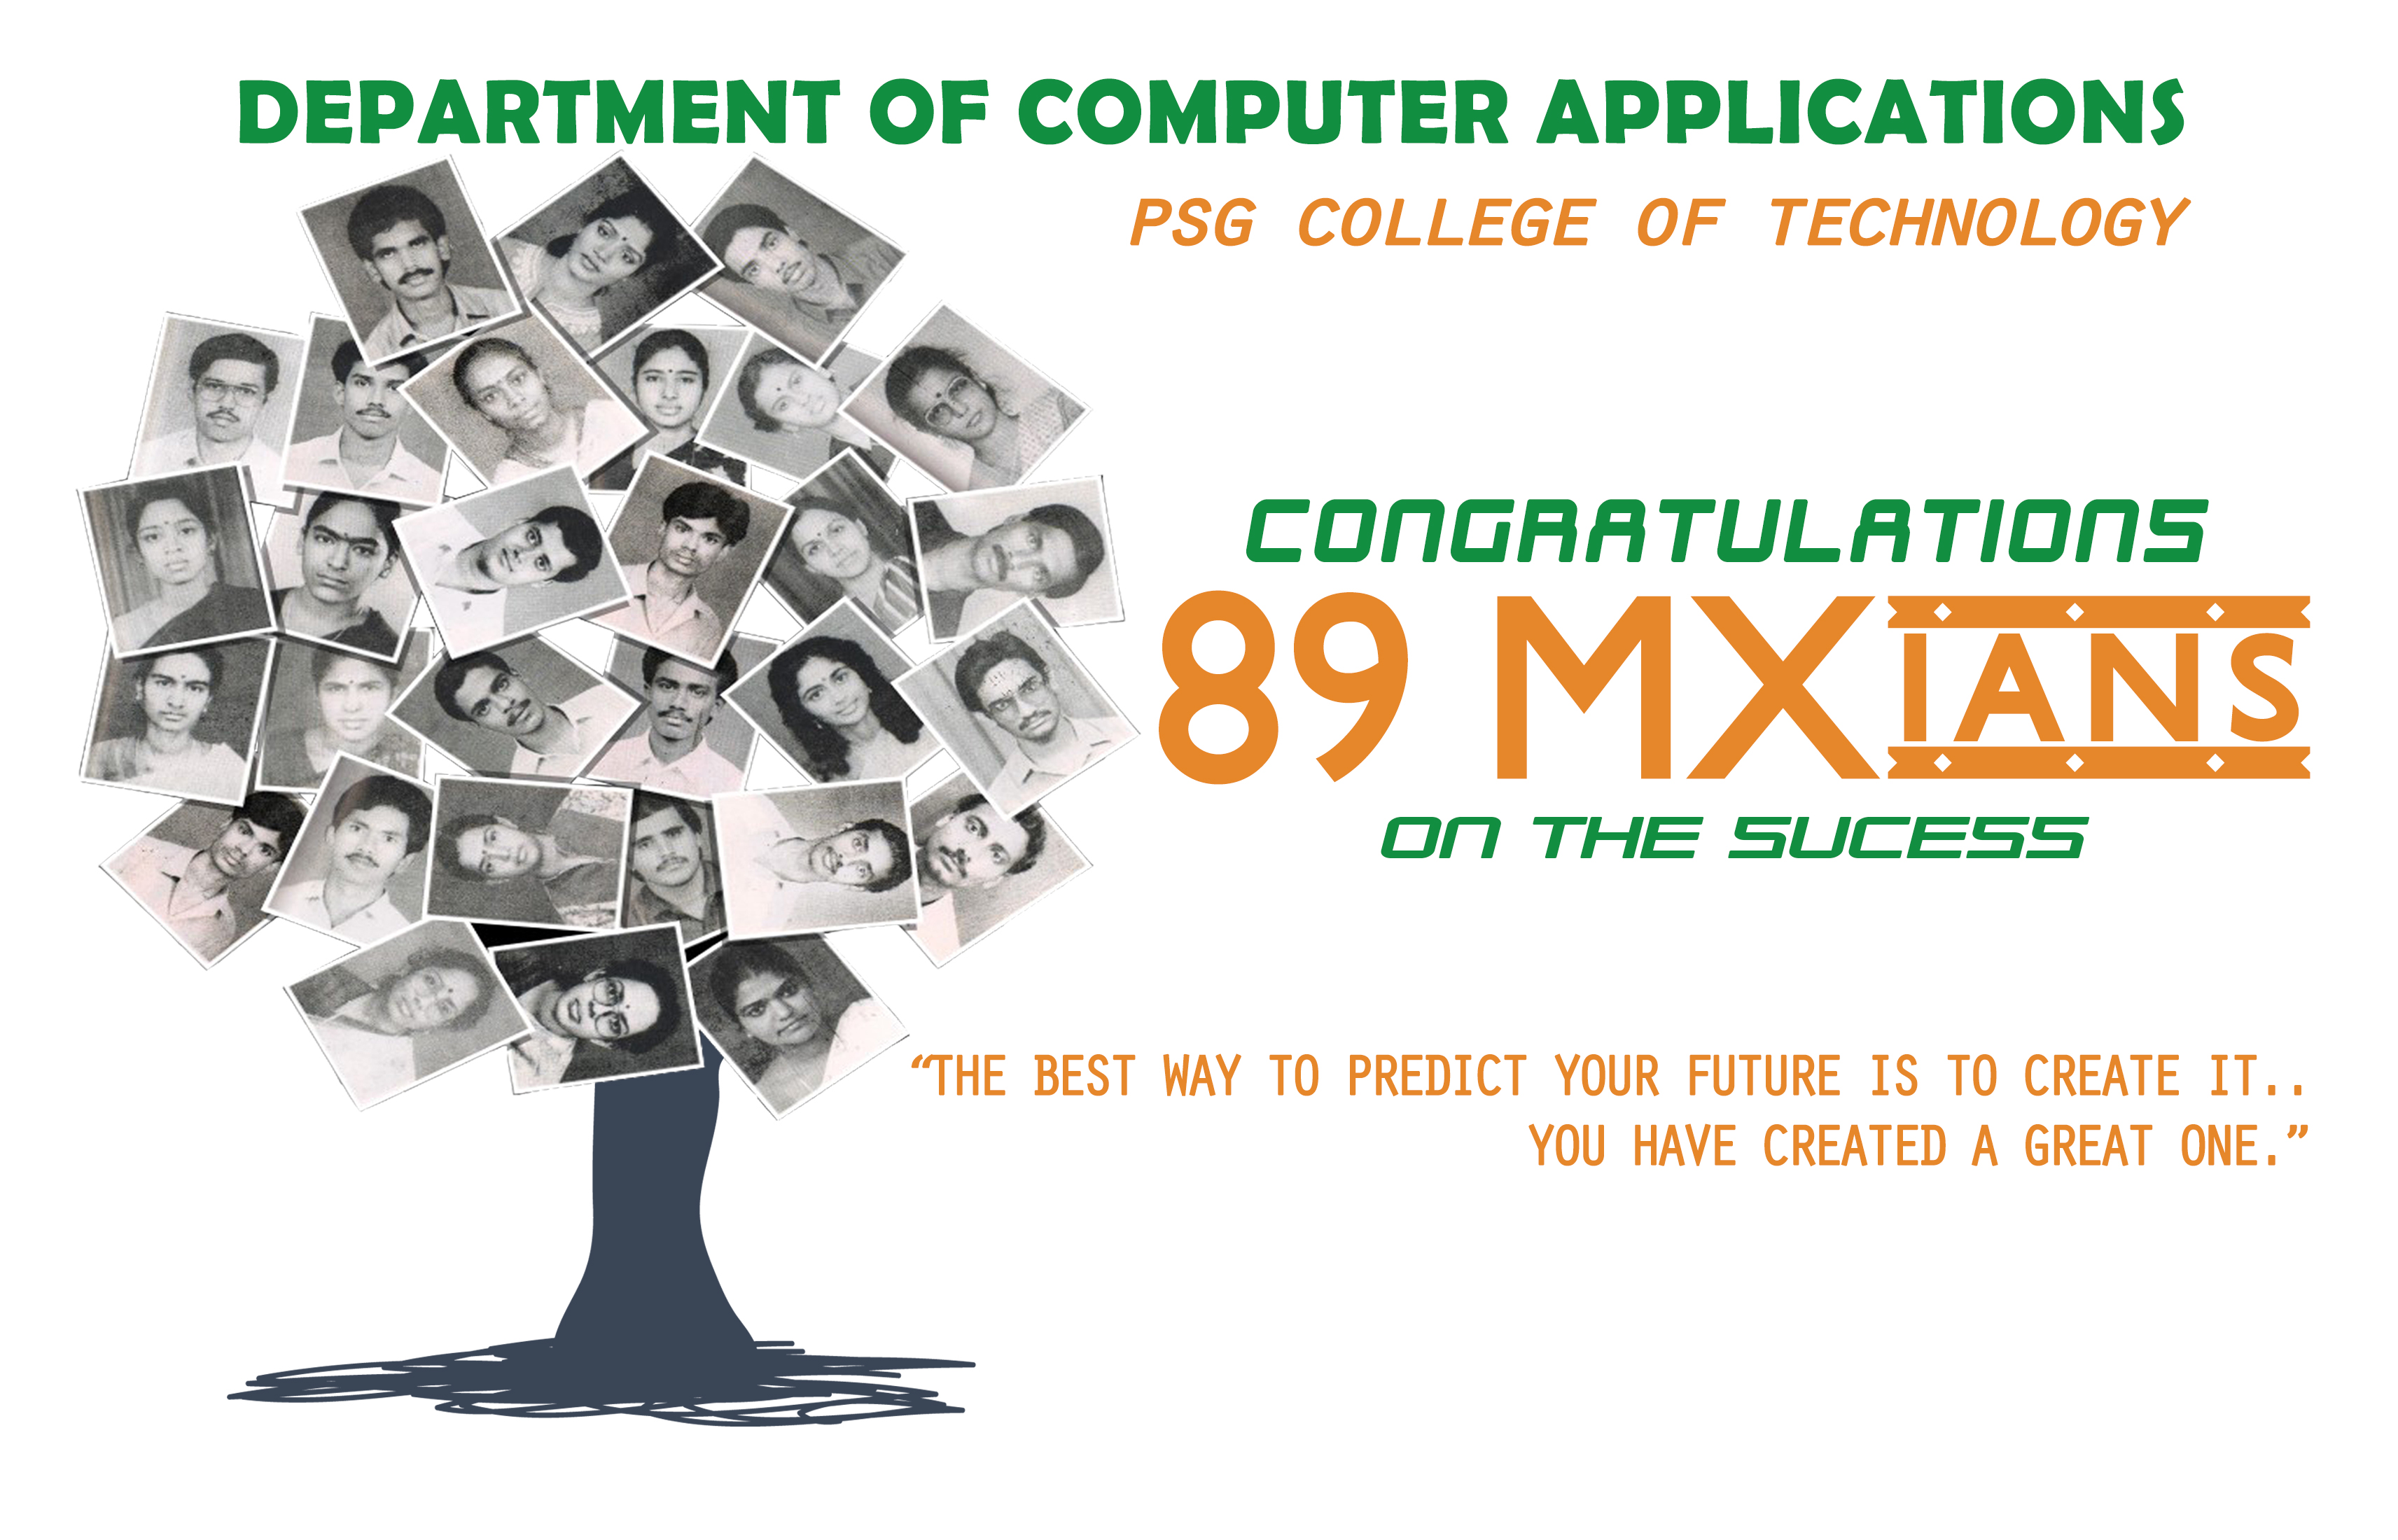 DEPARTMENT OF COMPUTER APPLICATIONS
PSG COLLEGE OF TECHNOLOGY
CONGRATULATIONS
89 MXIANS
ON THE SUCESS
“THE BEST WAY TO PREDICT YOUR FUTURE IS TO CREATE IT..
YOU HAVE CREATED A GREAT ONE.”